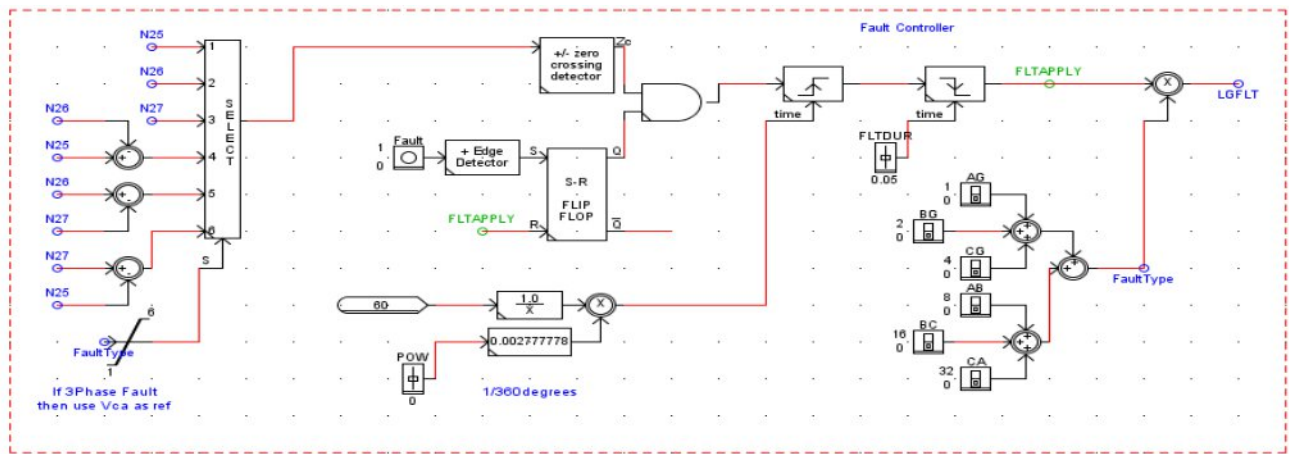 Fault Controller
N25
1
N26
2
N26
N27
3
N25
4
N26
5
N27
6
N27
N25
S
S
E
L
E
C
T
FaultType
6
1
If 3Phase Fault
then use Vca as ref
+/- zero
crossing
detector
Zc
Fault
1
0
+ Edge
Detector
S
Q
S-R
FLIP
FLOP
FLTAPPLY
R
Q
60
1.0
X
X
0.002777778
POW
0
1/360degrees
time
time
FLTDUR
0.05
FLTAPPLY
X
LGFLT
AG
1
0
BG
2
0
CG
4
0
AB
8
0
BC
16
0
CA
32
0
FaultType